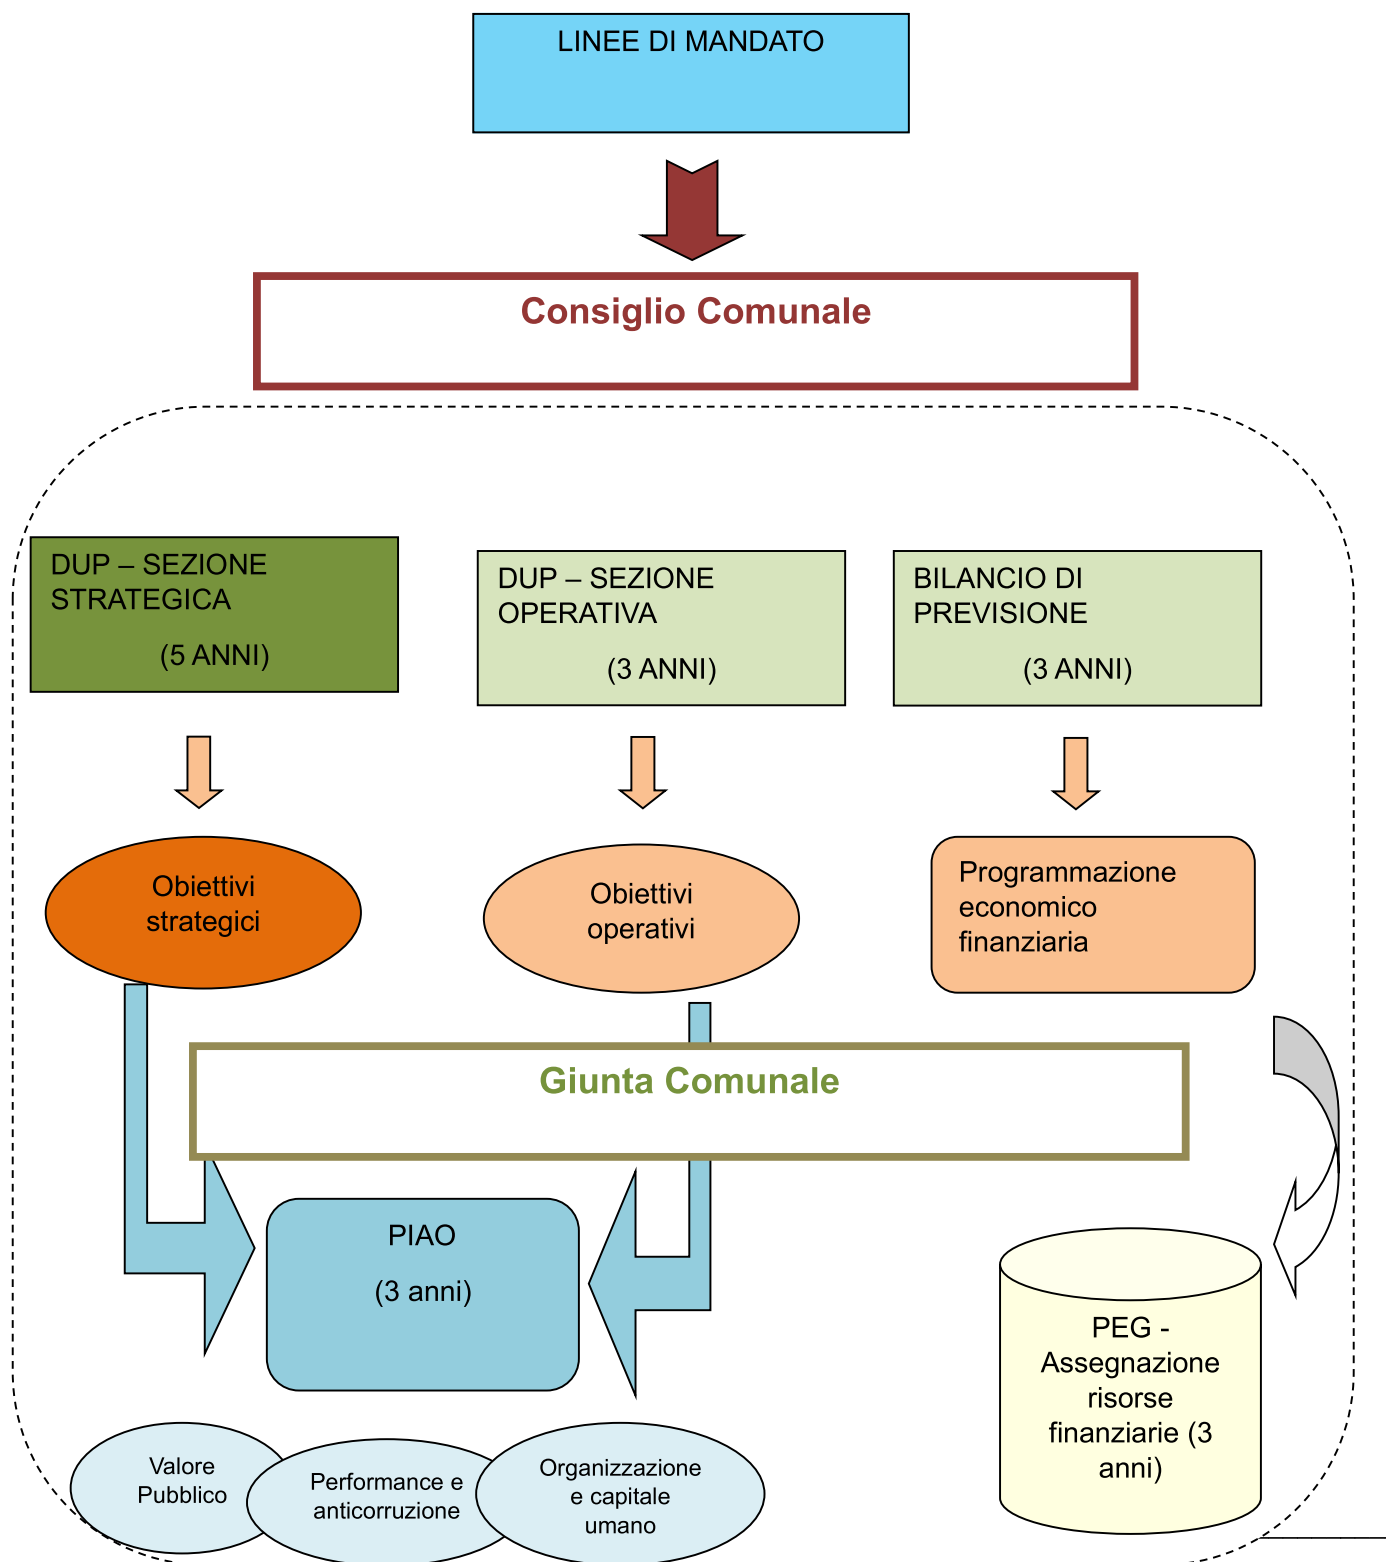 LINEE DI MANDATO
Consiglio Comunale
DUP – SEZIONE
STRATEGICA
(5 ANNI)
DUP – SEZIONE
OPERATIVA
(3 ANNI)
BILANCIO DI
PREVISIONE
(3 ANNI)
Obiettivi
strategici
Obiettivi
operativi
Programmazione
economico
finanziaria
Giunta Comunale
PIAO
(3 anni)
PEG -
Assegnazione
risorse
finanziarie (3
anni)
Valore
Pubblico
Performance e
anticorruzione
Organizzazione
e capitale
umano